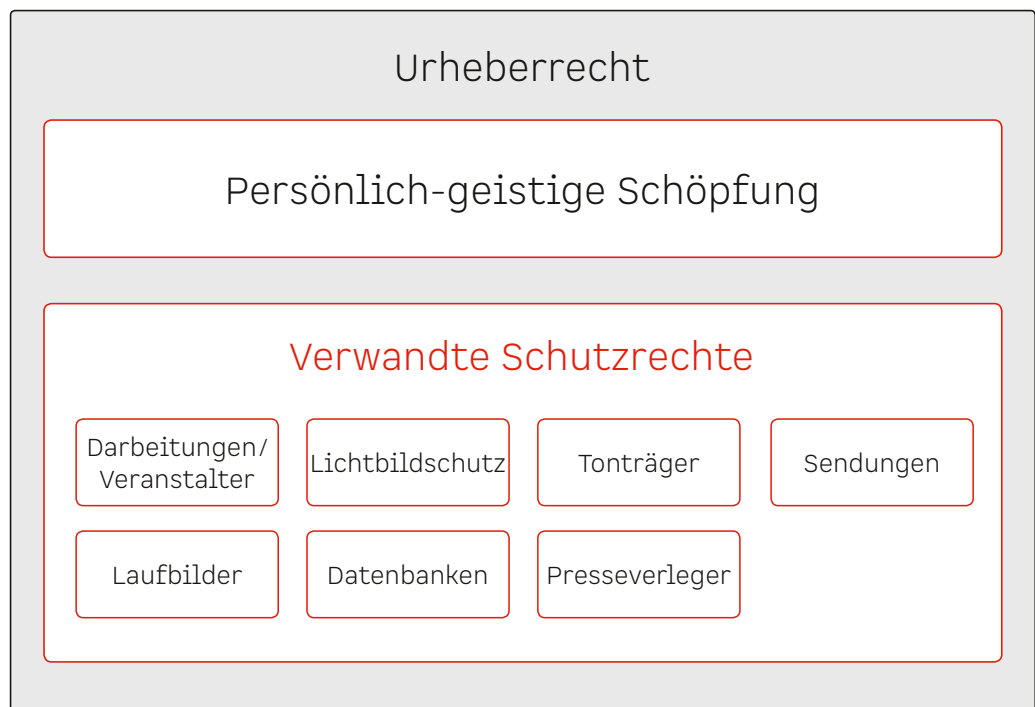 Urheberrecht
Persönlich-geistige Schöpfung
Verwandte Schutzrechte
Darbeitungen/
Veranstalter
Lichtbildschutz
Tonträger
Sendungen
Laufbilder
Datenbanken
Presseverleger